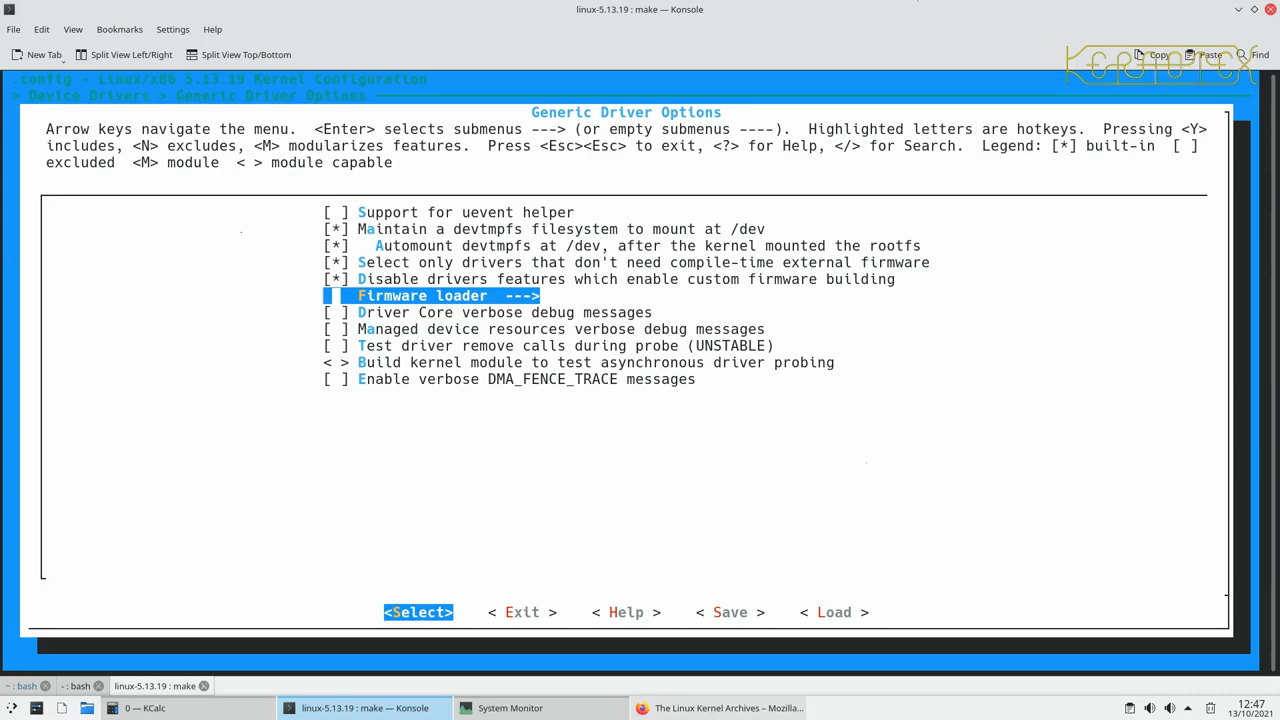 linux-5.13.19 : make — Konsole
File Edit View Bookmarks Settings Help
New Tab Split View Left/Right Split View Top/Bottom Copy Paste Find
KERNOTEX
.config - Linux/x86 5.13.19 Kernel Configuration
> Device Drivers > Generic Driver Options
Generic Driver Options
Arrow keys navigate the menu. <Enter> selects submenus ---> (or empty submenus ----). Highlighted letters are hotkeys. Pressing <Y>
includes, <N> excludes, <M> modularizes features. Press <Esc><Esc> to exit, <?> for Help, </> for Search. Legend: [*] built-in [ ]
excluded <M> module < > module capable
[ ] Support for uevent helper
[*] Maintain a devtmpfs filesystem to mount at /dev
[*] Automount devtmpfs at /dev, after the kernel mounted the rootfs
[*] Select only drivers that don't need compile-time external firmware
[*] Disable drivers features which enable custom firmware building
Firmware loader --->
[ ] Driver Core verbose debug messages
[ ] Managed device resources verbose debug messages
[ ] Test driver remove calls during probe (UNSTABLE)
< > Build kernel module to test asynchronous driver probing
[ ] Enable verbose DMA_FENCE_TRACE messages
<Select> < Exit > < Help > < Save > < Load >
~ : bash - : bash linux-5.13.19 : make
0 — KCalc linux-5.13.19 : make — Konsole System Monitor The Linux Kernel Archives – Mozilla...
12:47
13/10/2021